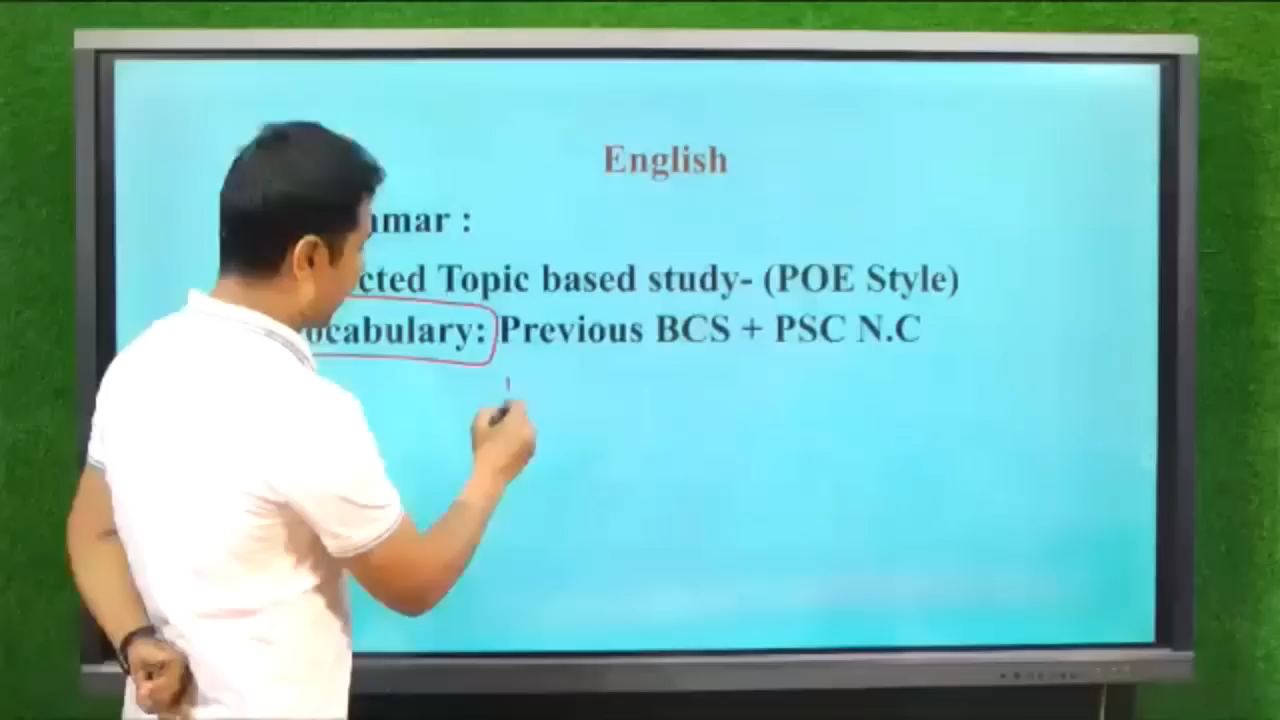 English
mmar :
cted Topic based study- (POE Style)
ocabulary: Previous BCS + PSC N.C